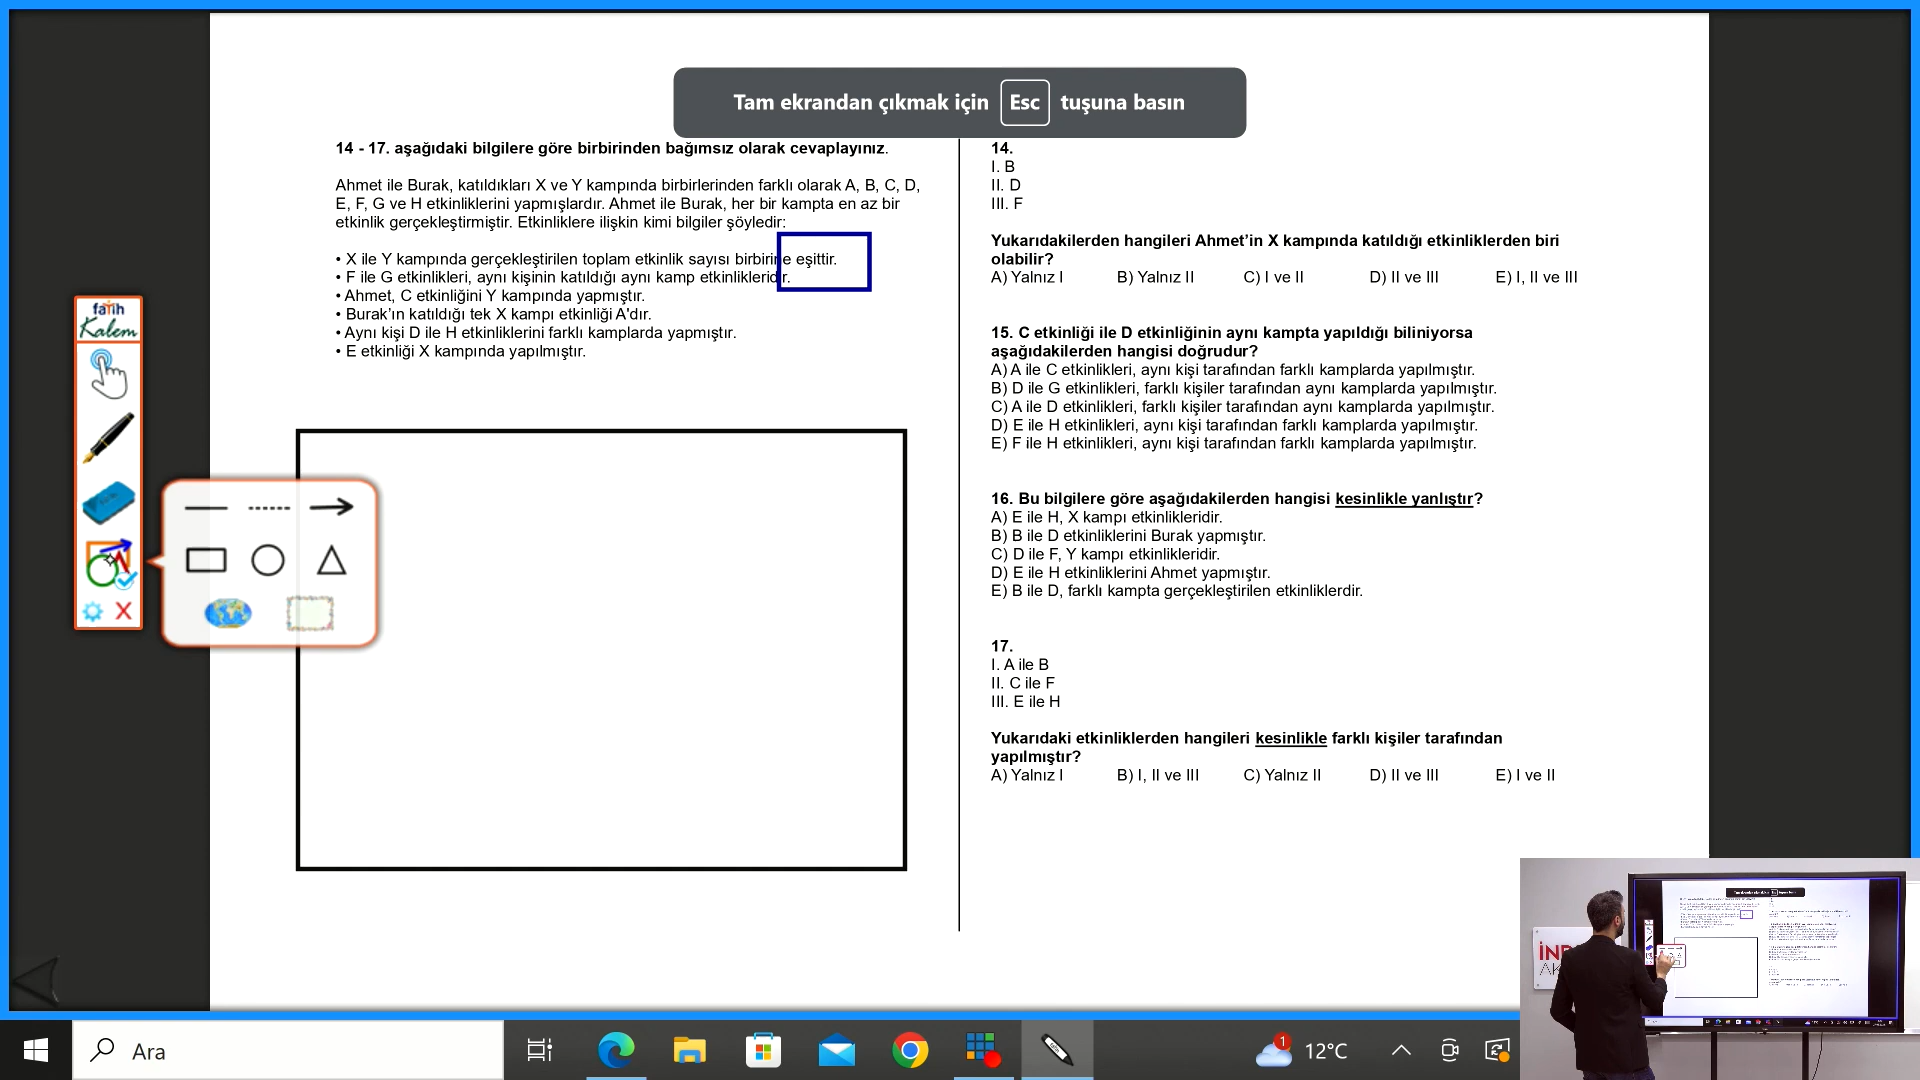 Tam ekrandan çıkmak için Esc tuşuna basın
14 - 17. aşağıdaki bilgilere göre birbirinden bağımsız olarak cevaplayınız.
Ahmet ile Burak, katıldıkları X ve Y kampında birbirlerinden farklı olarak A, B, C, D,
E, F, G ve H etkinliklerini yapmışlardır. Ahmet ile Burak, her bir kampta en az bir
etkinlik gerçekleştirmiştir. Etkinliklere ilişkin kimi bilgiler şöyledir:
• X ile Y kampında gerçekleştirilen toplam etkinlik sayısı birbirine eşittir.
• F ile G etkinlikleri, aynı kişinin katıldığı aynı kamp etkinlikleridir.
• Ahmet, C etkinliğini Y kampında yapmıştır.
• Burak’ın katıldığı tek X kampı etkinliği A'dır.
• Aynı kişi D ile H etkinliklerini farklı kamplarda yapmıştır.
• E etkinliği X kampında yapılmıştır.
14.
I. B
II. D
III. F
Yukarıdakilerden hangileri Ahmet’in X kampında katıldığı etkinliklerden biri
olabilir?
A) Yalnız I B) Yalnız II C) I ve II D) II ve III E) I, II ve III
15. C etkinliği ile D etkinliğinin aynı kampta yapıldığı biliniyorsa
aşağıdakilerden hangisi doğrudur?
A) A ile C etkinlikleri, aynı kişi tarafından farklı kamplarda yapılmıştır.
B) D ile G etkinlikleri, farklı kişiler tarafından aynı kamplarda yapılmıştır.
C) A ile D etkinlikleri, farklı kişiler tarafından aynı kamplarda yapılmıştır.
D) E ile H etkinlikleri, aynı kişi tarafından farklı kamplarda yapılmıştır.
E) F ile H etkinlikleri, aynı kişi tarafından farklı kamplarda yapılmıştır.
16. Bu bilgilere göre aşağıdakilerden hangisi kesinlikle yanlıştır?
A) E ile H, X kampı etkinlikleridir.
B) B ile D etkinliklerini Burak yapmıştır.
C) D ile F, Y kampı etkinlikleridir.
D) E ile H etkinliklerini Ahmet yapmıştır.
E) B ile D, farklı kampta gerçekleştirilen etkinliklerdir.
17.
I. A ile B
II. C ile F
III. E ile H
Yukarıdaki etkinliklerden hangileri kesinlikle farklı kişiler tarafından
yapılmıştır?
A) Yalnız I B) I, II ve III C) Yalnız II D) II ve III E) I ve II
fatih
Kalem
Ara
1
12°C